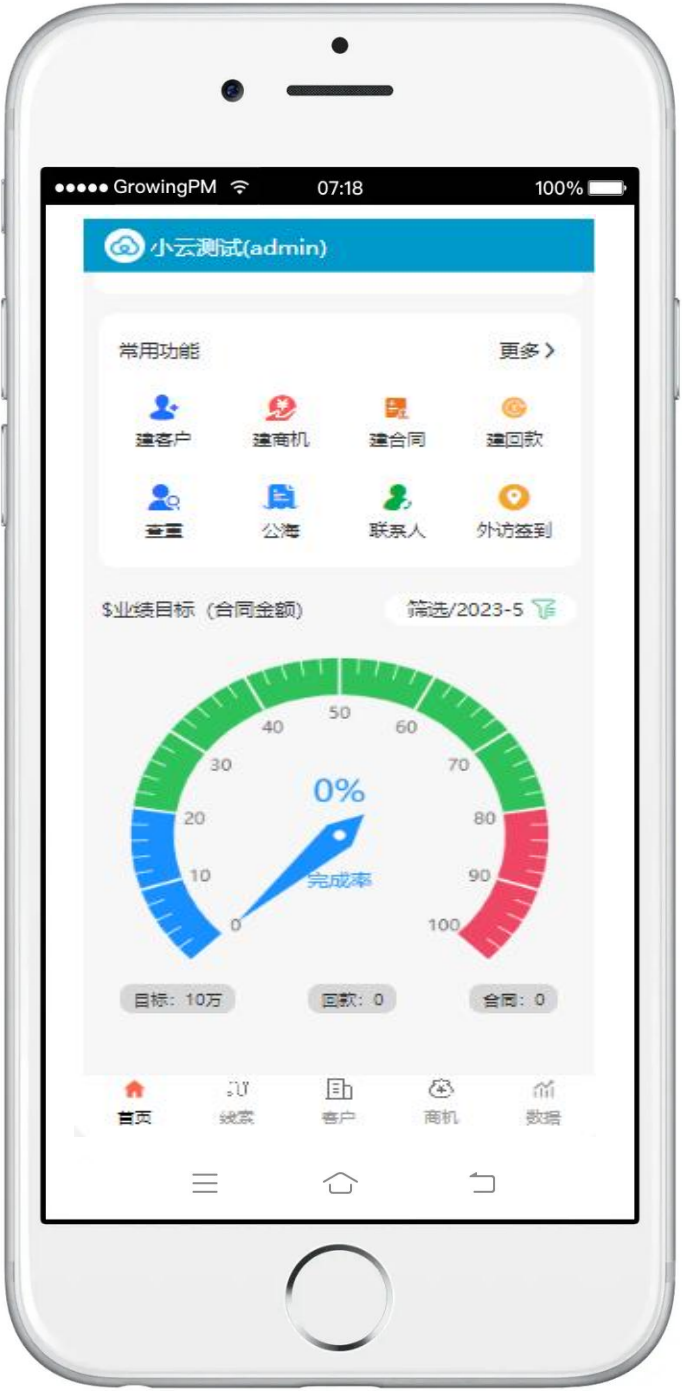 GrowingPM 07:18 100%
小云测试(admin)
常用功能 更多
建客户 建商机 建合同 建回款
查重 公海 联系人 外访签到
$业绩目标（合同金额） 筛选/2023-5
50
40 60
30 70
0%
20 80
完成率
10 90
0 100
目标：10万 回款：0 合同：0
首页 线索 客户 商机 数据